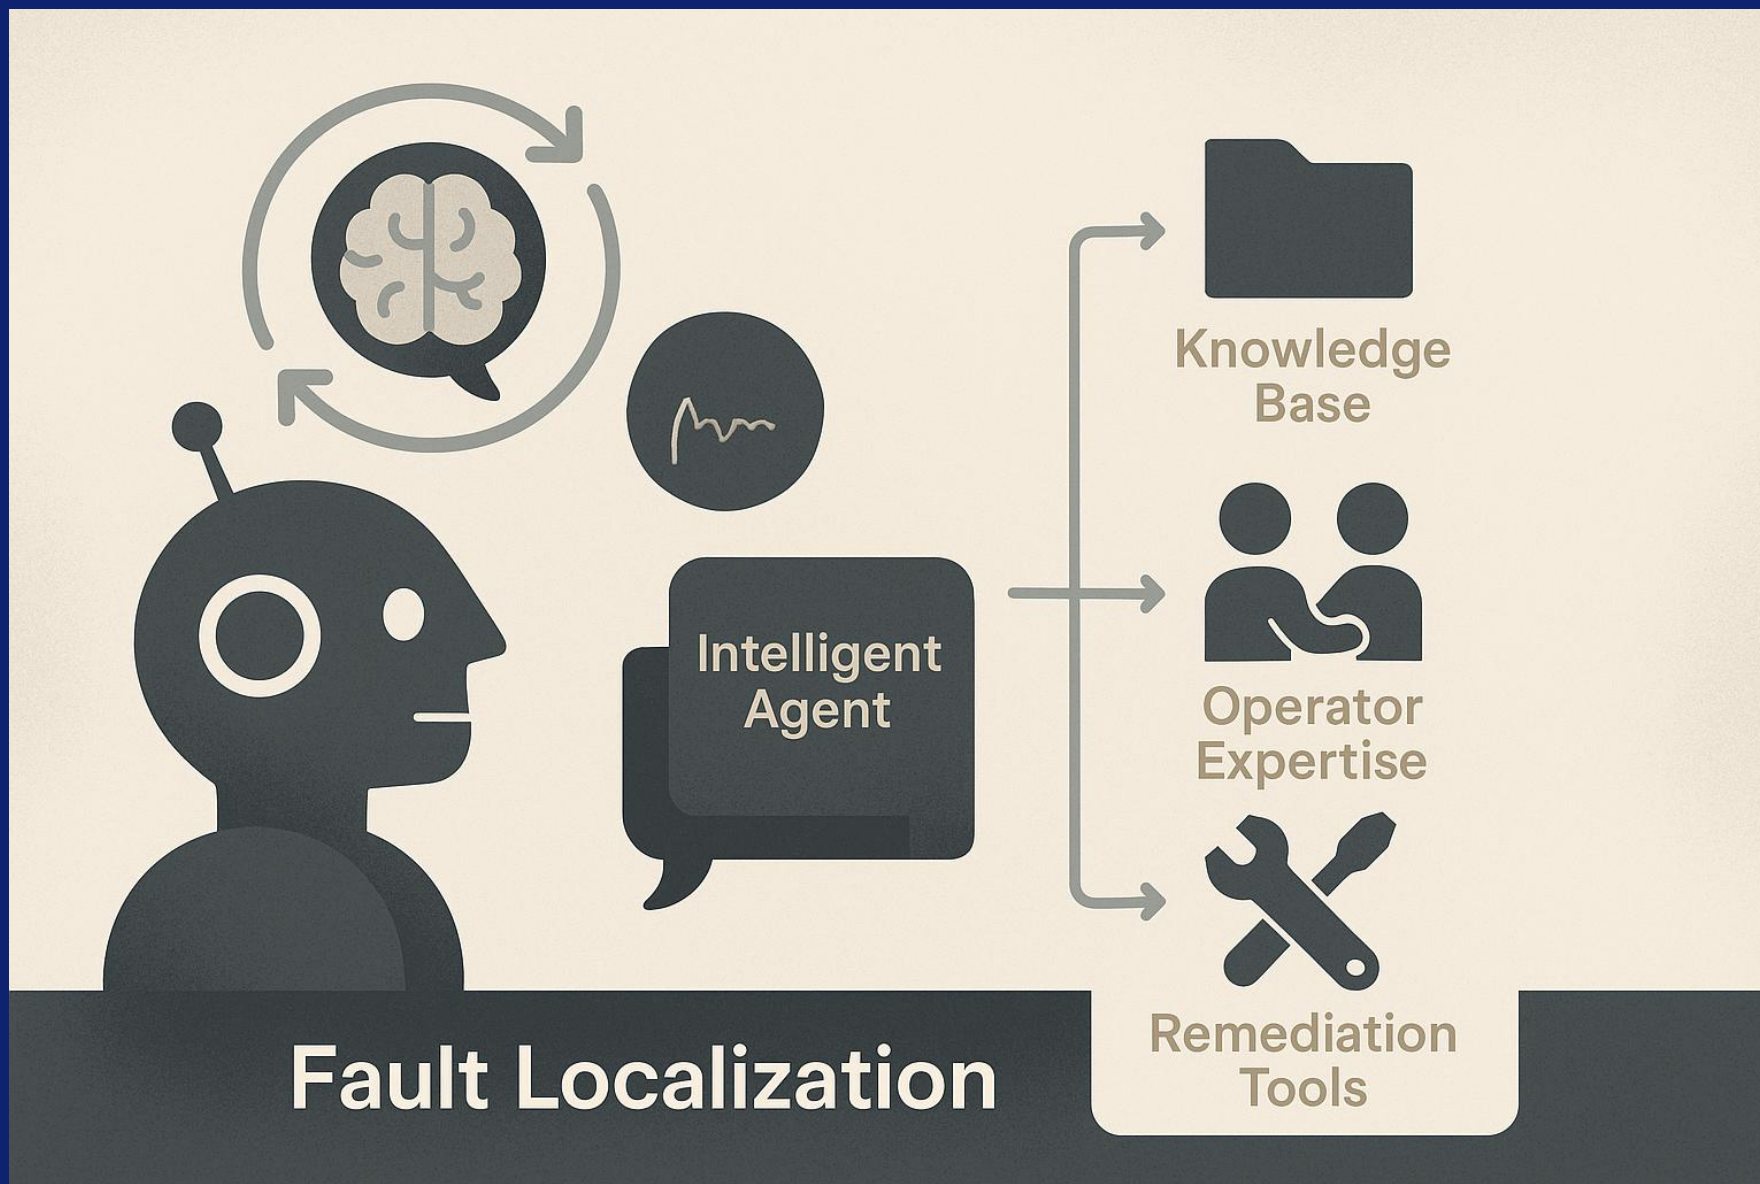 Intelligent
Agent
Knowledge
Base
Operator
Expertise
Remediation
Tools
Fault Localization